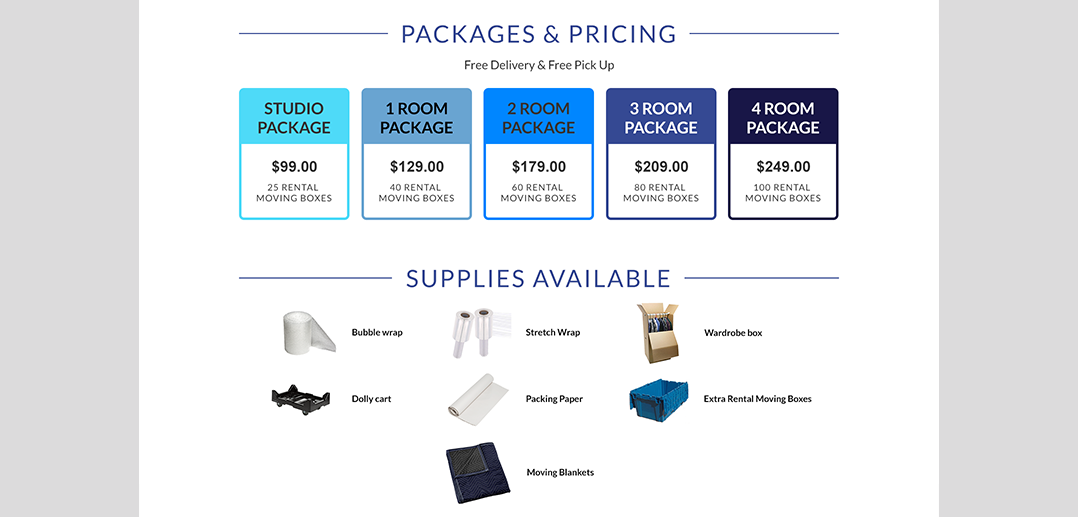 PACKAGES & PRICING
Free Delivery & Free Pick Up
STUDIO
PACKAGE
$99.00
25 RENTAL
MOVING BOXES
1 ROOM
PACKAGE
$129.00
40 RENTAL
MOVING BOXES
2 ROOM
PACKAGE
$179.00
60 RENTAL
MOVING BOXES
3 ROOM
PACKAGE
$209.00
80 RENTAL
MOVING BOXES
4 ROOM
PACKAGE
$249.00
100 RENTAL
MOVING BOXES
SUPPLIES AVAILABLE
Bubble wrap
Stretch Wrap
Wardrobe box
Dolly cart
Packing Paper
Extra Rental Moving Boxes
Moving Blankets